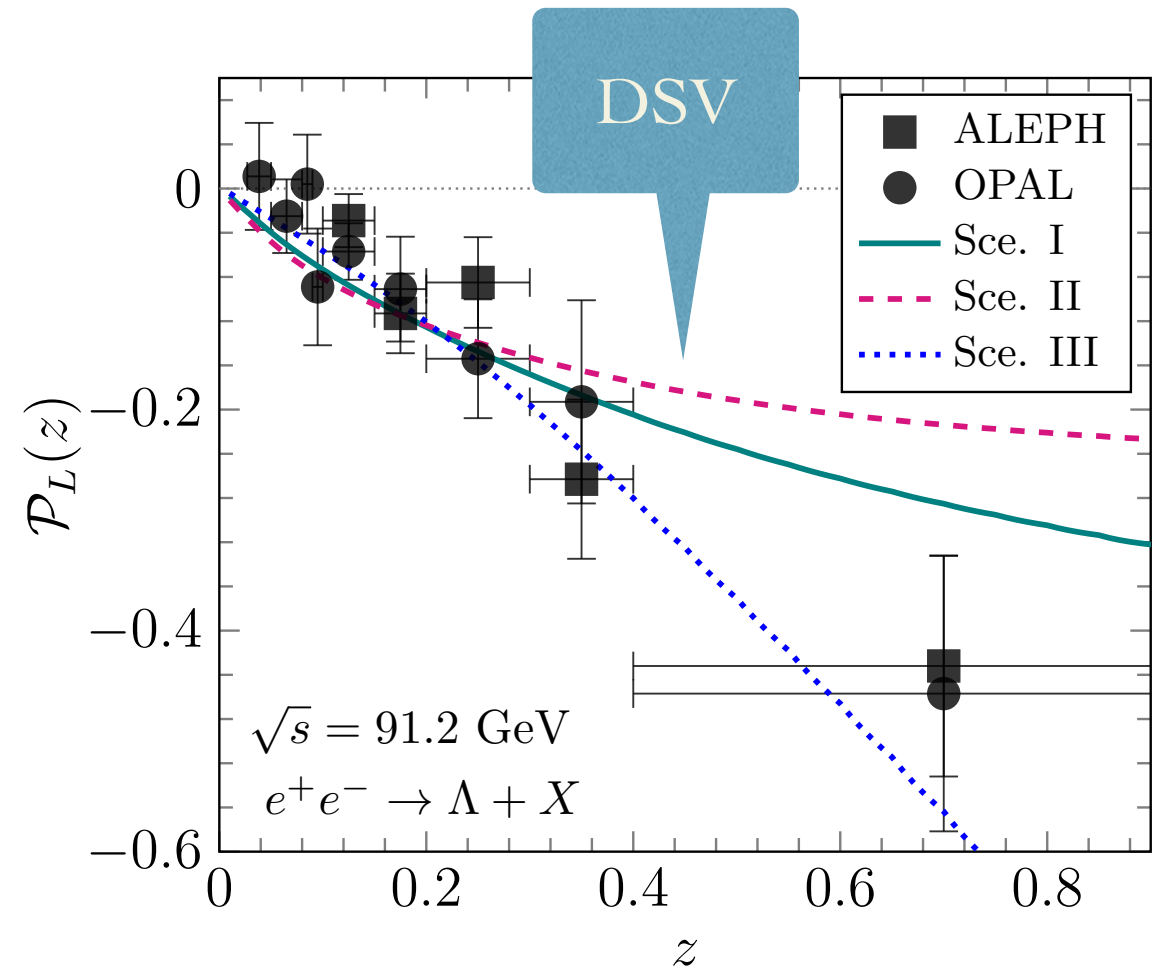 DSV
ALEPH
OPAL
Sce. I
Sce. II
Sce. III
0
−0.2
−0.4
−0.6
𝒫_L(z)
√s = 91.2 GeV
e⁺e⁻ → Λ + X
0 0.2 0.4 0.6 0.8
z